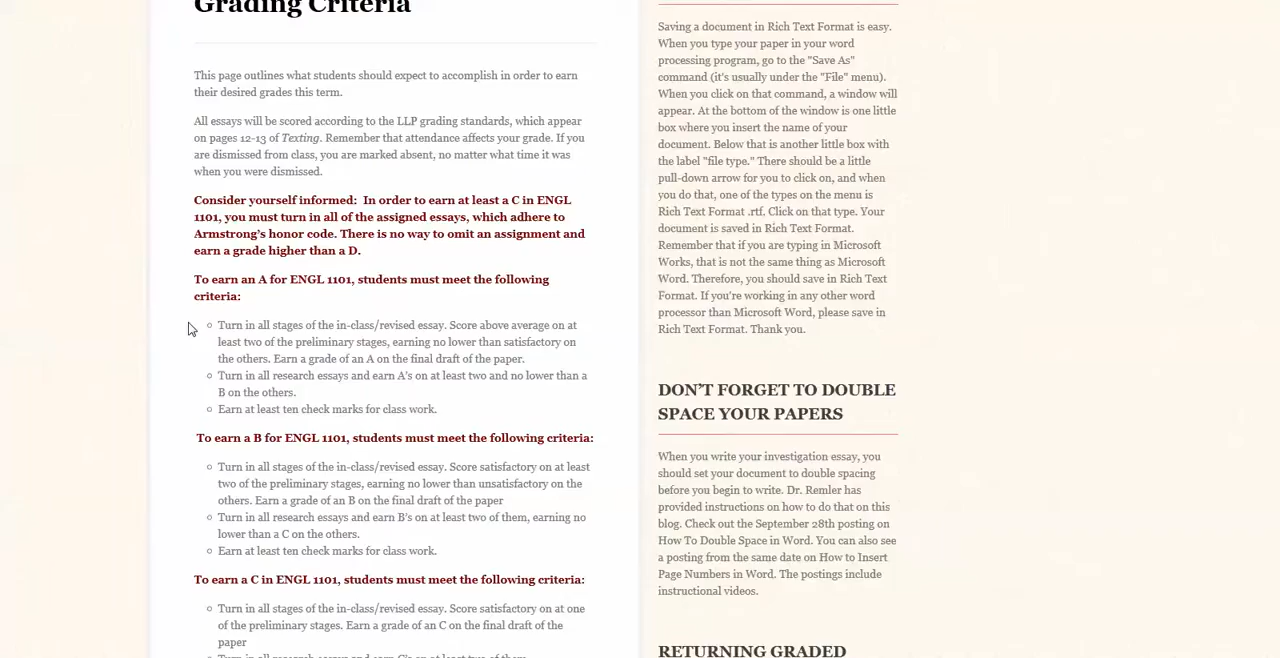 Grading Criteria
This page outlines what students should expect to accomplish in order to earn
their desired grades this term.
All essays will be scored according to the LLP grading standards, which appear
on pages 12-13 of Texting. Remember that attendance affects your grade. If you
are dismissed from class, you are marked absent, no matter what time it was
when you were dismissed.
Consider yourself informed:  In order to earn at least a C in ENGL
1101, you must turn in all of the assigned essays, which adhere to
Armstrong's honor code. There is no way to omit an assignment and
earn a grade higher than a D.
To earn an A for ENGL 1101, students must meet the following
criteria:
Turn in all stages of the in-class/revised essay. Score above average on at
least two of the preliminary stages, earning no lower than satisfactory on
the others. Earn a grade of an A on the final draft of the paper.
Turn in all research essays and earn A's on at least two and no lower than a
B on the others.
Earn at least ten check marks for class work.
To earn a B for ENGL 1101, students must meet the following criteria:
Turn in all stages of the in-class/revised essay. Score satisfactory on at least
two of the preliminary stages, earning no lower than unsatisfactory on the
others. Earn a grade of an B on the final draft of the paper
Turn in all research essays and earn B's on at least two of them, earning no
lower than a C on the others.
Earn at least ten check marks for class work.
To earn a C in ENGL 1101, students must meet the following criteria:
Turn in all stages of the in-class/revised essay. Score satisfactory on at one
of the preliminary stages. Earn a grade of an C on the final draft of the
paper
Turn in all research essays and earn C's on at least two of them
Saving a document in Rich Text Format is easy.
When you type your paper in your word
processing program, go to the "Save As"
command (it's usually under the "File" menu).
When you click on that command, a window will
appear. At the bottom of the window is one little
box where you insert the name of your
document. Below that is another little box with
the label "file type." There should be a little
pull-down arrow for you to click on, and when
you do that, one of the types on the menu is
Rich Text Format .rtf. Click on that type. Your
document is saved in Rich Text Format.
Remember that if you are typing in Microsoft
Works, that is not the same thing as Microsoft
Word. Therefore, you should save in Rich Text
Format. If you're working in any other word
processor than Microsoft Word, please save in
Rich Text Format. Thank you.
DON'T FORGET TO DOUBLE
SPACE YOUR PAPERS
When you write your investigation essay, you
should set your document to double spacing
before you begin to write. Dr. Remler has
provided instructions on how to do that on this
blog. Check out the September 28th posting on
How To Double Space in Word. You can also see
a posting from the same date on How to Insert
Page Numbers in Word. The postings include
instructional videos.
RETURNING GRADED